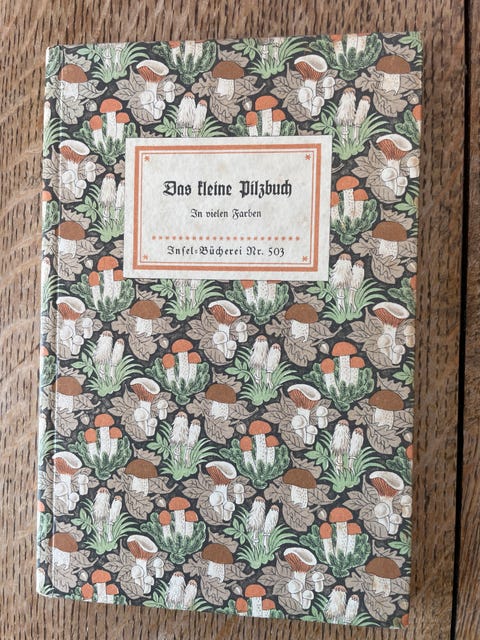 Das kleine Pilzbuch
In vielen Farben
Insel-Bücherei Nr. 503